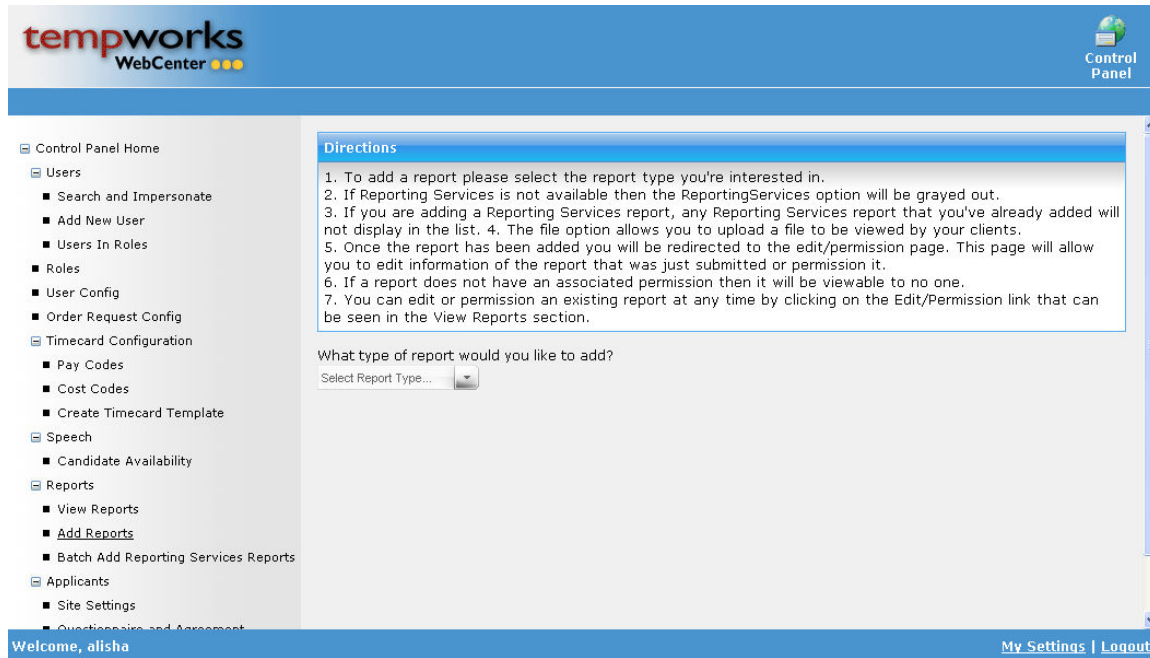 tempworks
WebCenter
Control
Panel
Control Panel Home
Users
Search and Impersonate
Add New User
Users In Roles
Roles
User Config
Order Request Config
Timecard Configuration
Pay Codes
Cost Codes
Create Timecard Template
Speech
Candidate Availability
Reports
View Reports
Add Reports
Batch Add Reporting Services Reports
Applicants
Site Settings
Questionnaire and Agreement
Directions
1. To add a report please select the report type you're interested in.
2. If Reporting Services is not available then the ReportingServices option will be grayed out.
3. If you are adding a Reporting Services report, any Reporting Services report that you've already added will
not display in the list. 4. The file option allows you to upload a file to be viewed by your clients.
5. Once the report has been added you will be redirected to the edit/permission page. This page will allow
you to edit information of the report that was just submitted or permission it.
6. If a report does not have an associated permission then it will be viewable to no one.
7. You can edit or permission an existing report at any time by clicking on the Edit/Permission link that can
be seen in the View Reports section.
What type of report would you like to add?
Select Report Type...
Welcome, alisha
My Settings | Logout